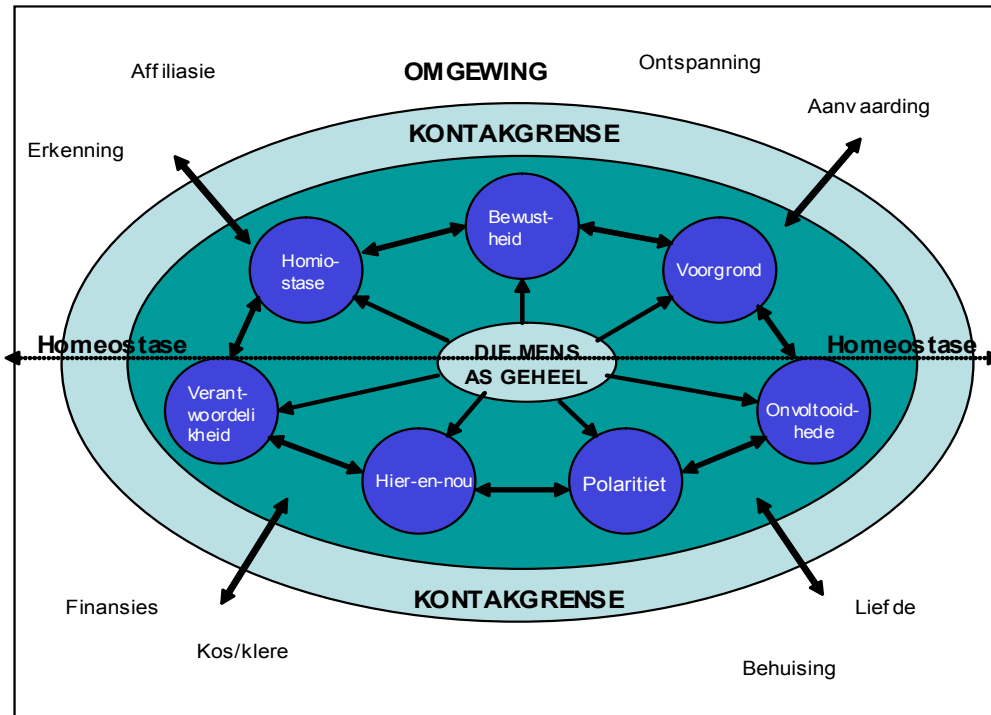 Affiliasie
OMGEWING
Ontspanning
Aanvaarding
KONTAKGRENSE
Erkenning
Bewust-
heid
Homio-
stase
Voorgrond
Homeostase
Homeostase
DIE MENS
AS GEHEEL
Verant-
woordeli
kheid
Onvoltooid-
hede
Hier-en-nou
Polaritiet
Finansies
KONTAKGRENSE
Liefde
Kos/klere
Behuising